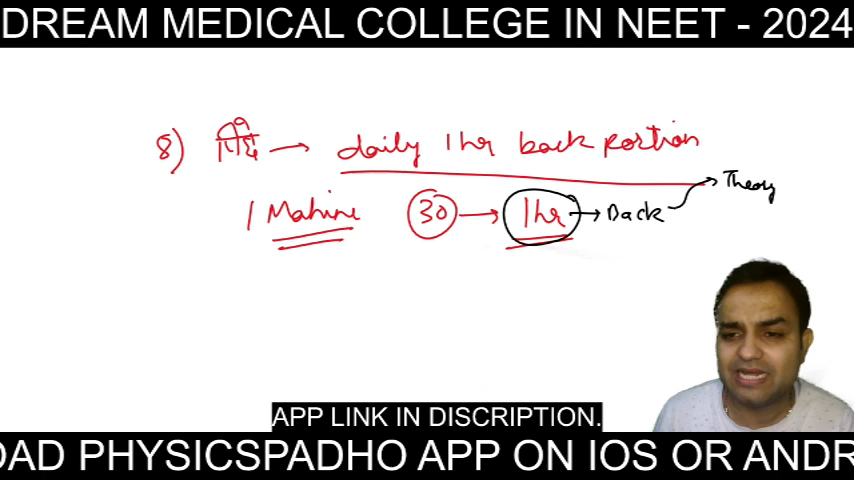 DREAM MEDICAL COLLEGE IN NEET - 2024
8) → daily 1hr back portion
Theory
1 Mahine 30 → 1hr → Back
APP LINK IN DISCRIPTION.
OAD PHYSICSPADHO APP ON IOS OR ANDR